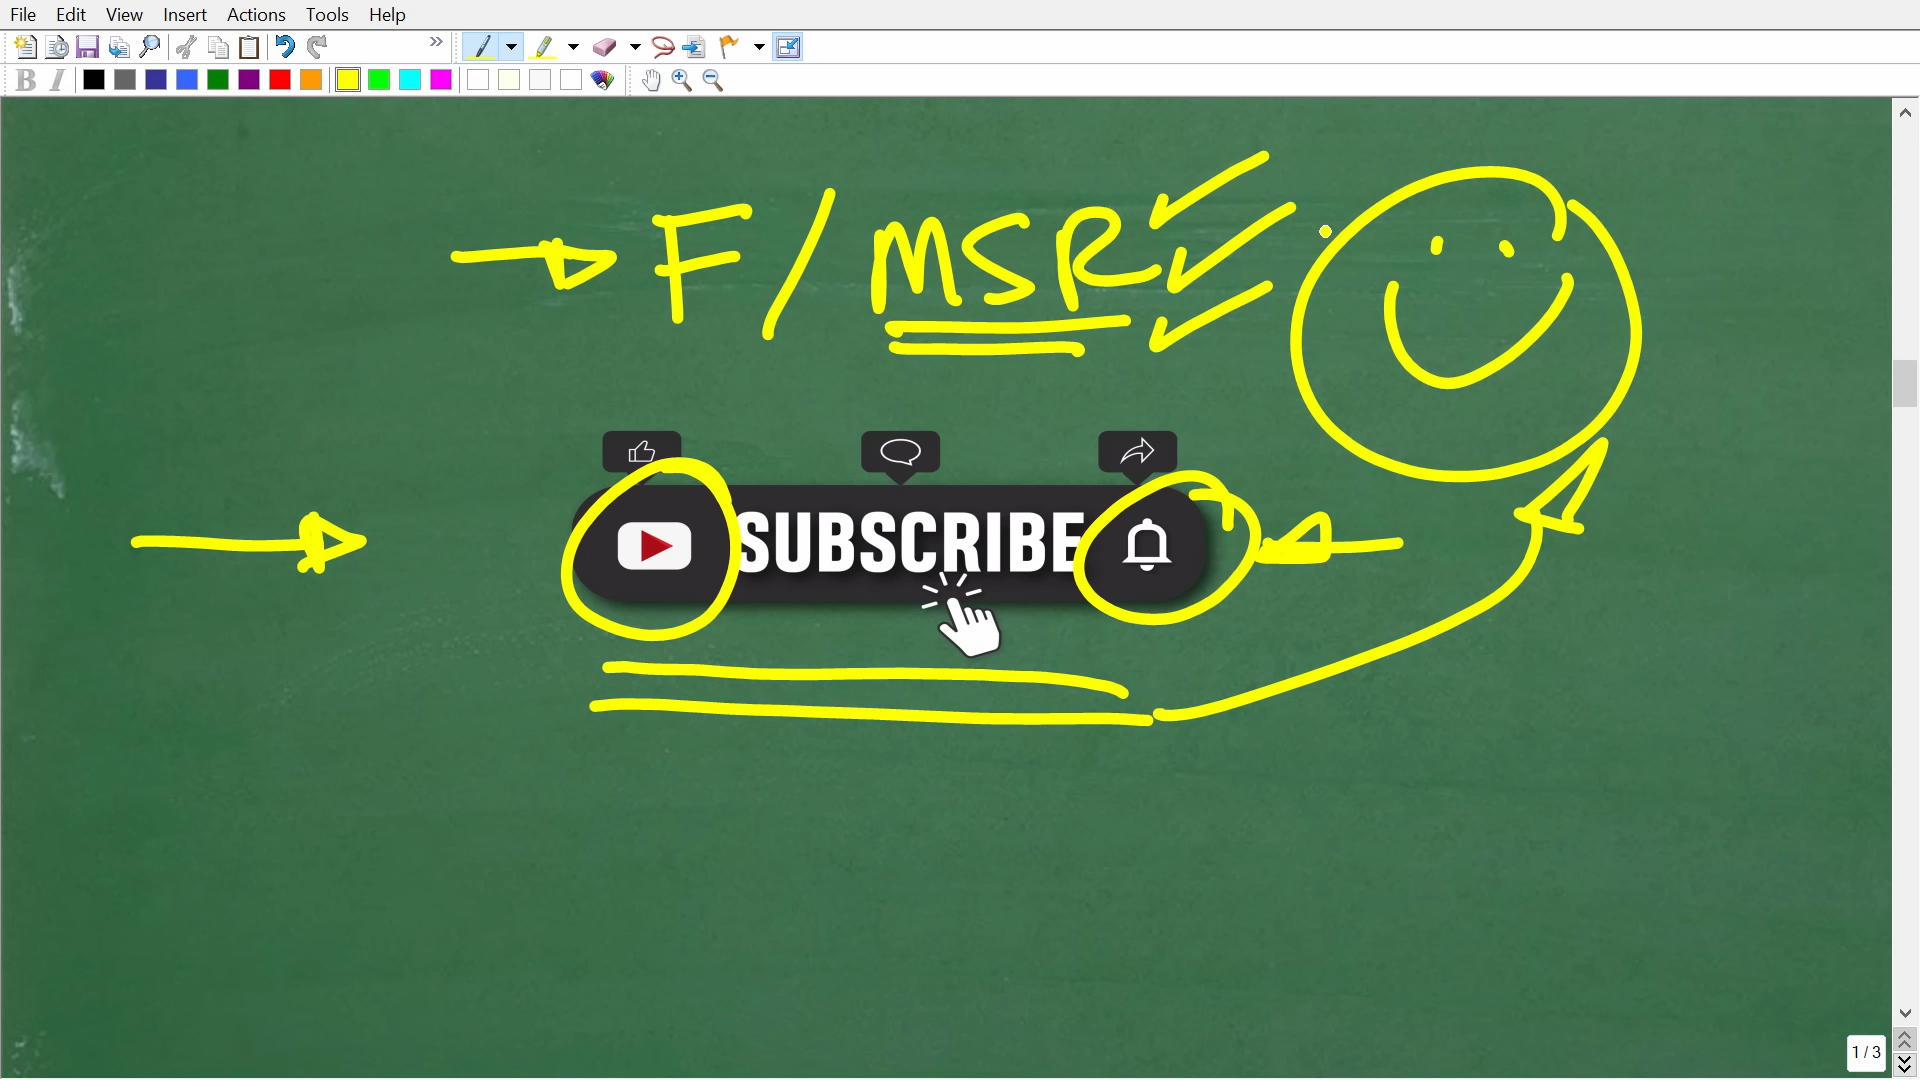 File Edit View Insert Actions Tools Help
B I
F/MSR
SUBSCRIBE
1 / 3